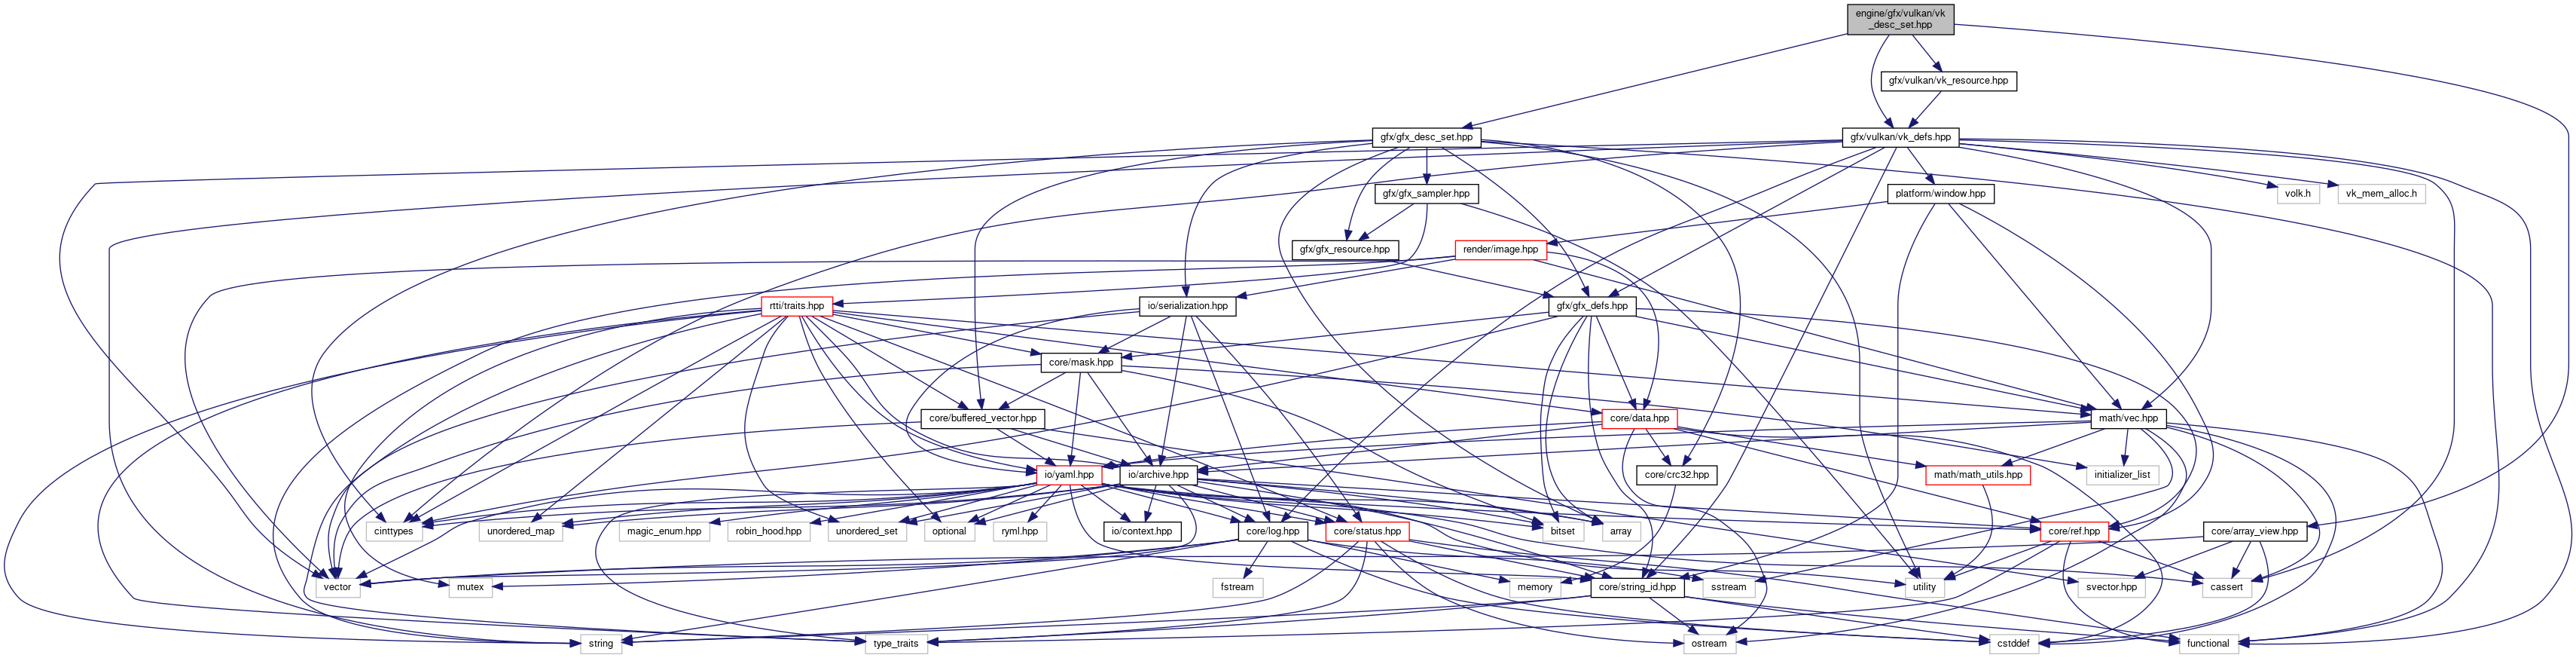 engine/gfx/vulkan/vk
_desc_set.hpp
gfx/vulkan/vk_resource.hpp
gfx/gfx_desc_set.hpp
gfx/vulkan/vk_defs.hpp
gfx/gfx_sampler.hpp
platform/window.hpp
volk.h
vk_mem_alloc.h
gfx/gfx_resource.hpp
render/image.hpp
rtti/traits.hpp
io/serialization.hpp
gfx/gfx_defs.hpp
core/mask.hpp
core/buffered_vector.hpp
core/data.hpp
math/vec.hpp
io/yaml.hpp
io/archive.hpp
core/crc32.hpp
math/math_utils.hpp
initializer_list
cinttypes
unordered_map
magic_enum.hpp
robin_hood.hpp
unordered_set
optional
ryml.hpp
io/context.hpp
core/log.hpp
core/status.hpp
bitset
array
core/ref.hpp
core/array_view.hpp
vector
mutex
fstream
memory
core/string_id.hpp
sstream
utility
svector.hpp
cassert
string
type_traits
ostream
cstddef
functional